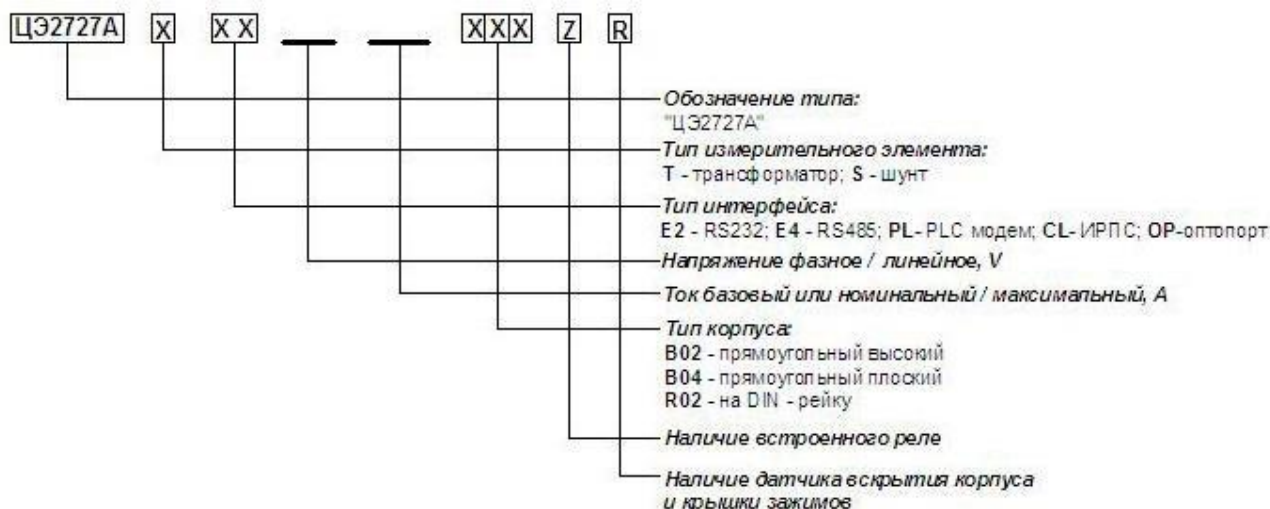 ЦЭ2727А X X X XXX Z R
Обозначение типа:
"ЦЭ2727А"
Тип измерительного элемента:
T - трансформатор; S - шунт
Тип интерфейса:
E2 - RS232; E4 - RS485; PL- PLC модем; CL- ИРПС; OP-оптопорт
Напряжение фазное / линейное, V
Ток базовый или номинальный / максимальный, А
Тип корпуса:
B02 - прямоугольный высокий
B04 - прямоугольный плоский
R02 - на DIN - рейку
Наличие встроенного реле
Наличие датчика вскрытия корпуса
и крышки зажимов